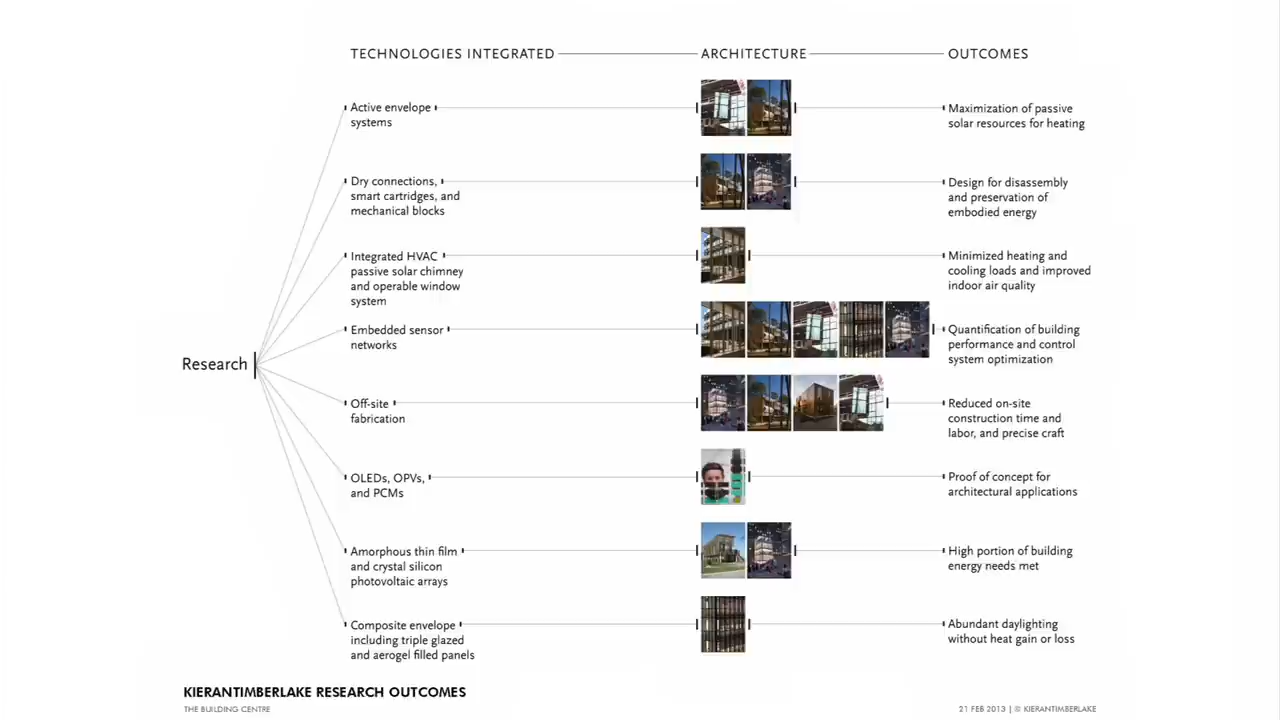 TECHNOLOGIES INTEGRATED
ARCHITECTURE
OUTCOMES
Research
Active envelope
systems
Maximization of passive
solar resources for heating
Dry connections,
smart cartridges, and
mechanical blocks
Design for disassembly
and preservation of
embodied energy
Integrated HVAC
passive solar chimney
and operable window
system
Minimized heating and
cooling loads and improved
indoor air quality
Embedded sensor
networks
Quantification of building
performance and control
system optimization
Off-site
fabrication
Reduced on-site
construction time and
labor, and precise craft
OLEDs, OPVs,
and PCMs
Proof of concept for
architectural applications
Amorphous thin film
and crystal silicon
photovoltaic arrays
High portion of building
energy needs met
Composite envelope
including triple glazed
and aerogel filled panels
Abundant daylighting
without heat gain or loss
KIERANTIMBERLAKE RESEARCH OUTCOMES
THE BUILDING CENTRE
21 FEB 2013 | © KIERANTIMBERLAKE